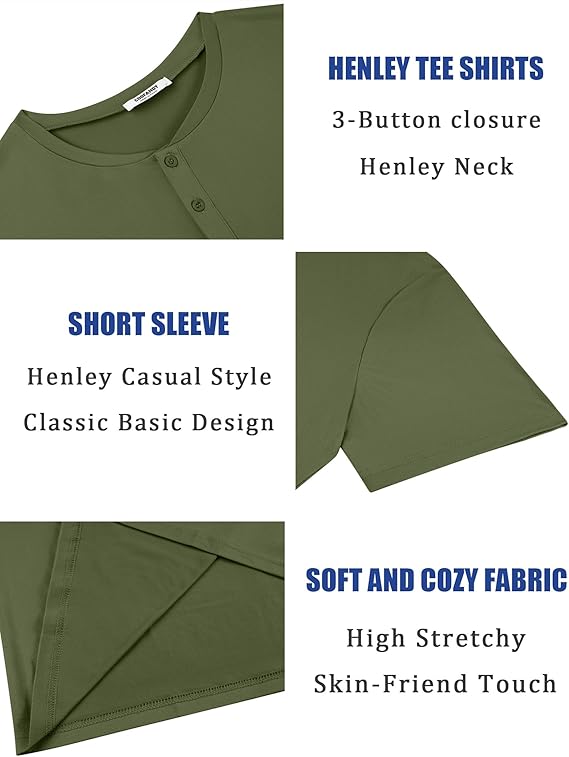 HENLEY TEE SHIRTS
3-Button closure
Henley Neck
SHORT SLEEVE
Henley Casual Style
Classic Basic Design
SOFT AND COZY FABRIC
High Stretchy
Skin-Friend Touch